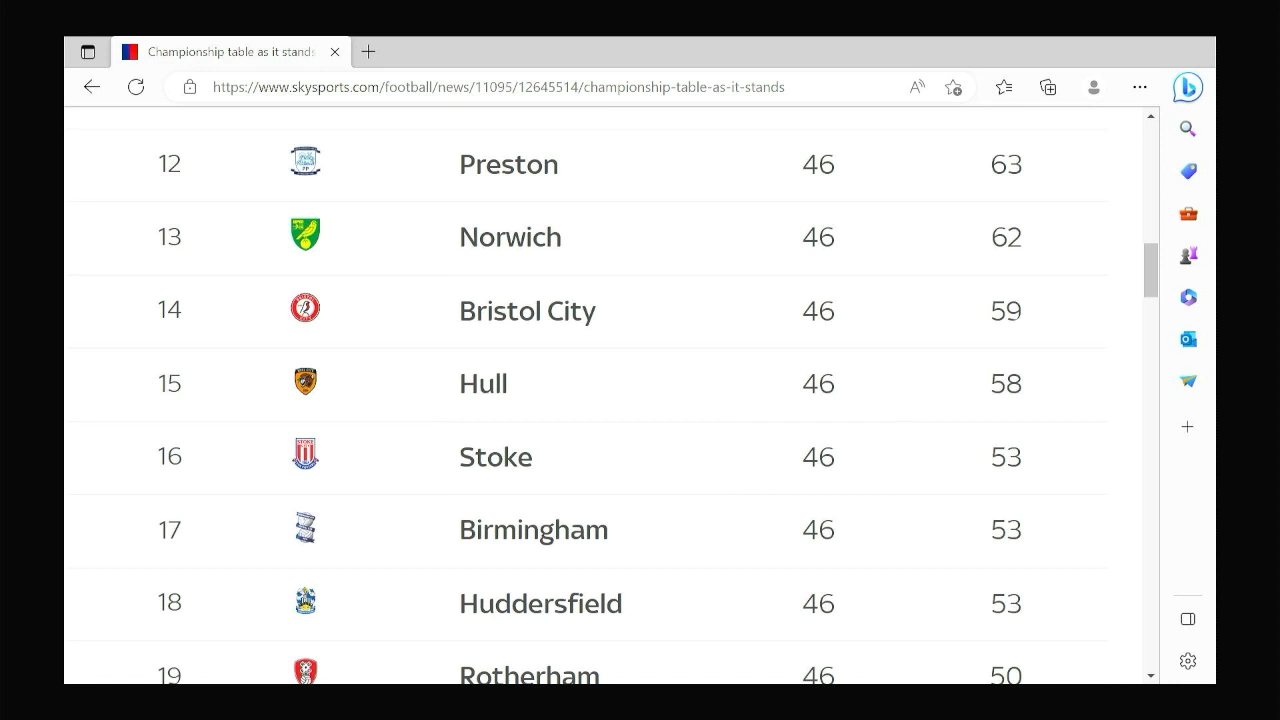 Championship table as it stands
https://www.skysports.com/football/news/11095/12645514/championship-table-as-it-stands
12 Preston 46 63
13 Norwich 46 62
14 Bristol City 46 59
15 Hull 46 58
16 Stoke 46 53
17 Birmingham 46 53
18 Huddersfield 46 53
19 Rotherham 46 50